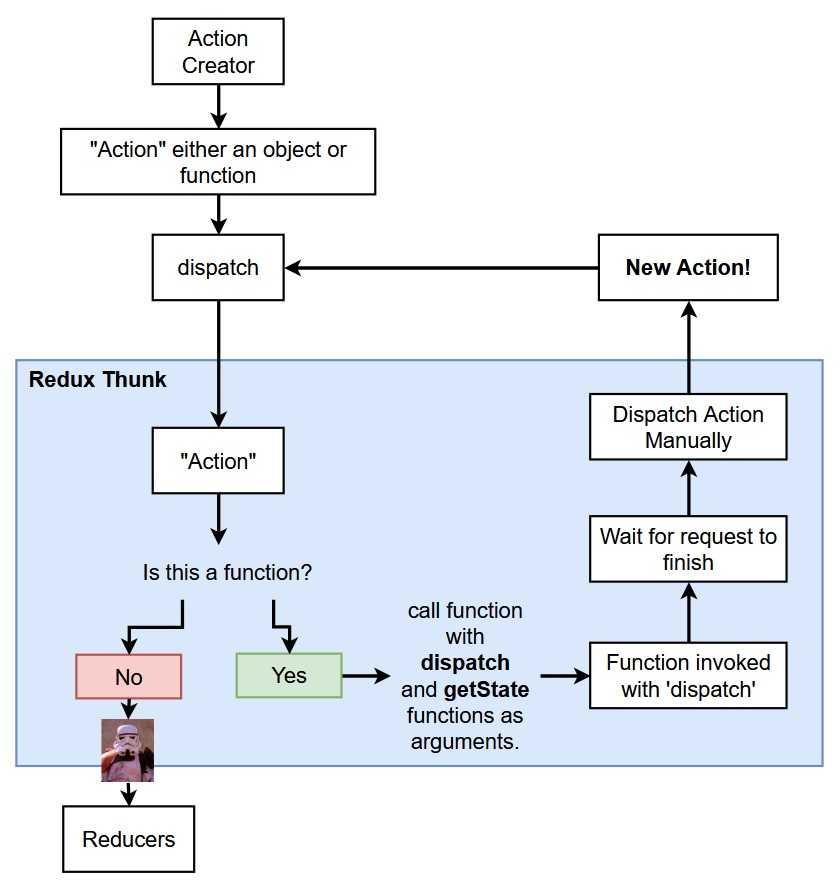 Action
Creator
"Action" either an object or
function
dispatch
New Action!
Redux Thunk
"Action"
Is this a function?
No
Yes
call function
with
dispatch
and getState
functions as
arguments.
Function invoked
with 'dispatch'
Wait for request to
finish
Dispatch Action
Manually
Reducers